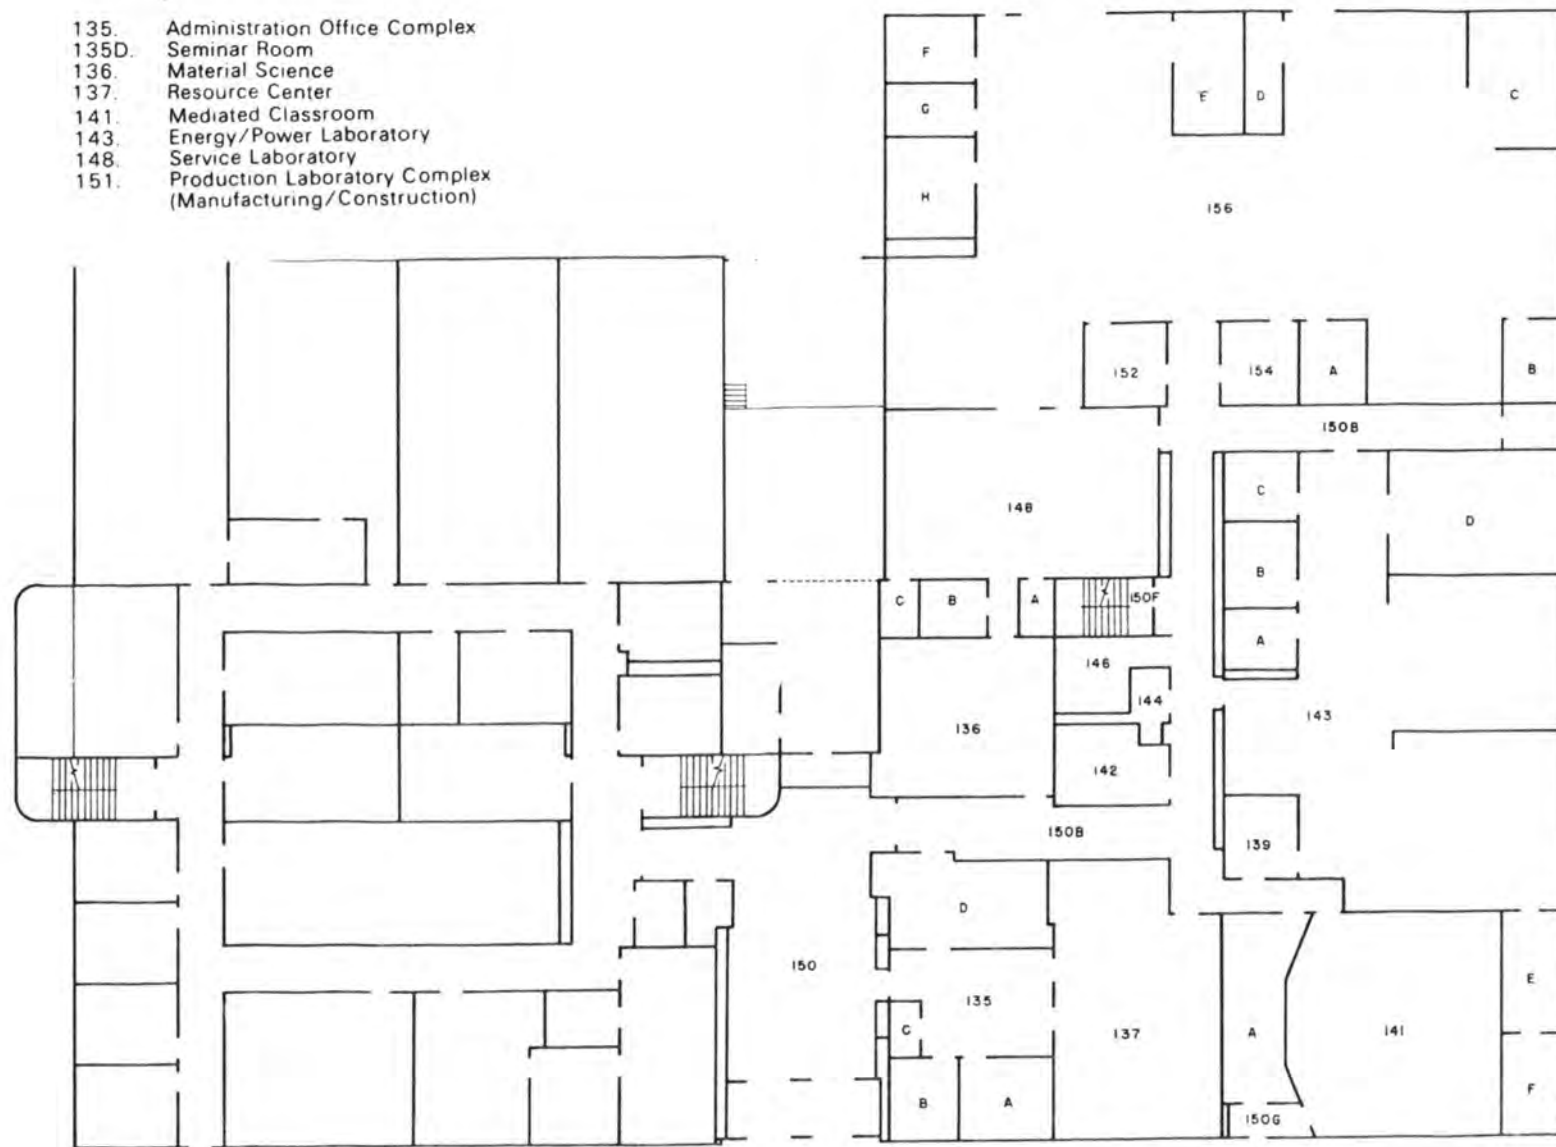 135. Administration Office Complex
135D. Seminar Room
136. Material Science
137. Resource Center
141. Mediated Classroom
143. Energy/Power Laboratory
148. Service Laboratory
151. Production Laboratory Complex
(Manufacturing/Construction)
F
E
D
C
G
H
156
152
154
A
B
150B
C
148
D
B
C
B
A
150F
A
146
144
136
143
142
150B
139
D
150
E
135
C
137
A
141
B
A
F
150G